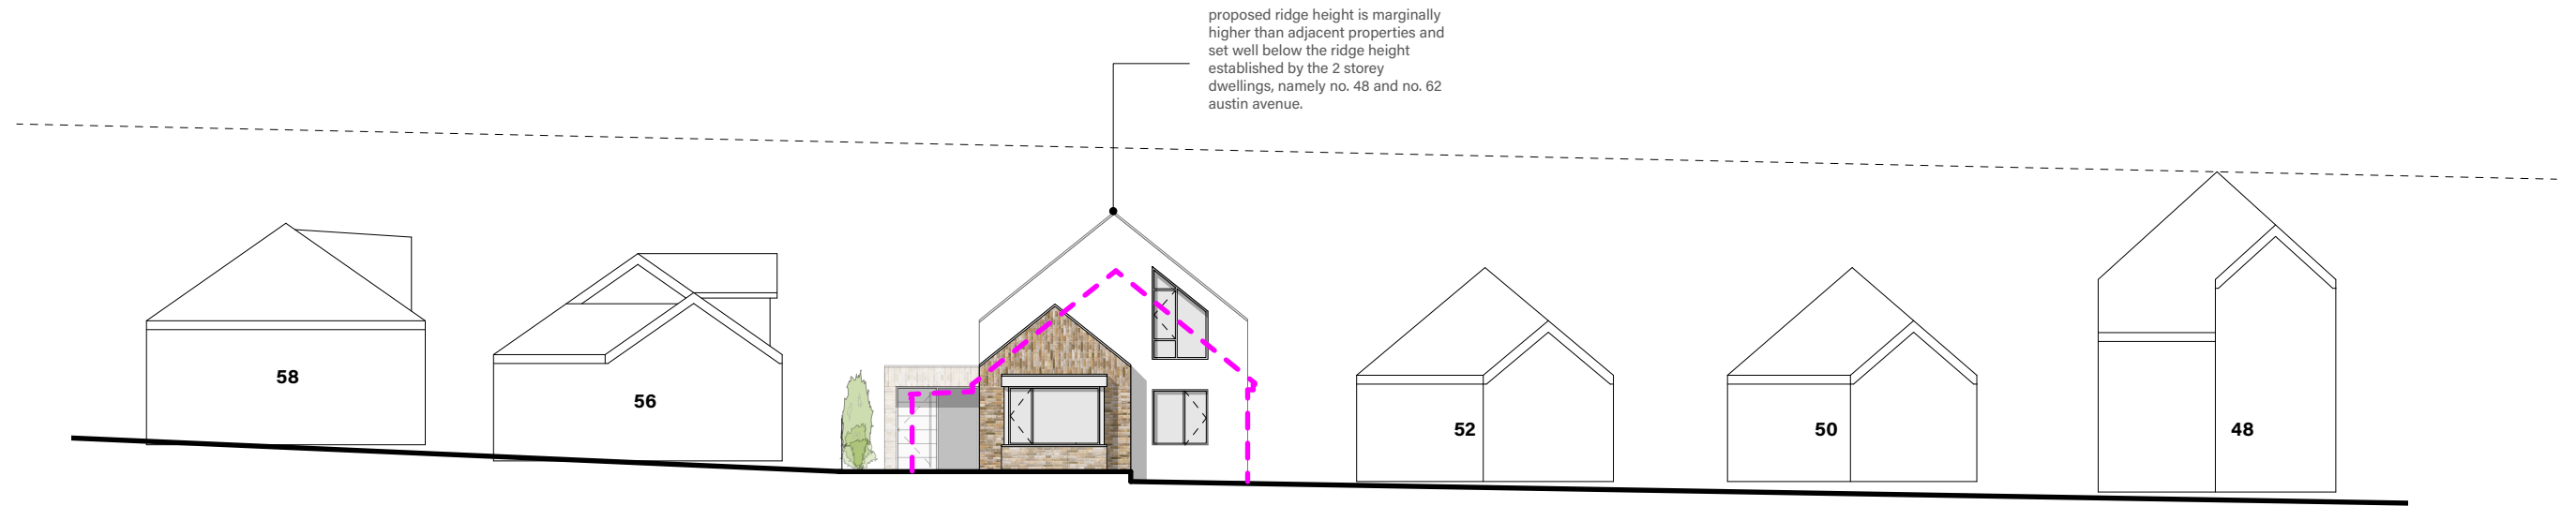 proposed ridge height is marginally
higher than adjacent properties and
set well below the ridge height
established by the 2 storey
dwellings, namely no. 48 and no. 62
austin avenue.
58
56
52
50
48